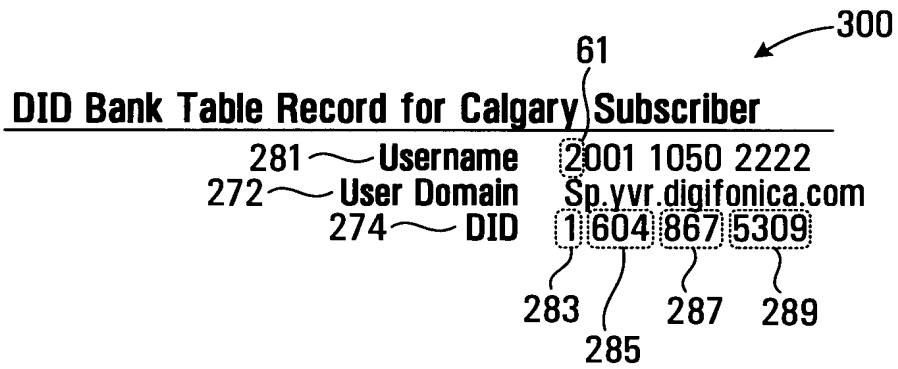 300
61
DID Bank Table Record for Calgary Subscriber
281 Username 2001 1050 2222
272 User Domain Sp.yvr.digifonica.com
274 DID 1 604 867 5309
283 287 289
285